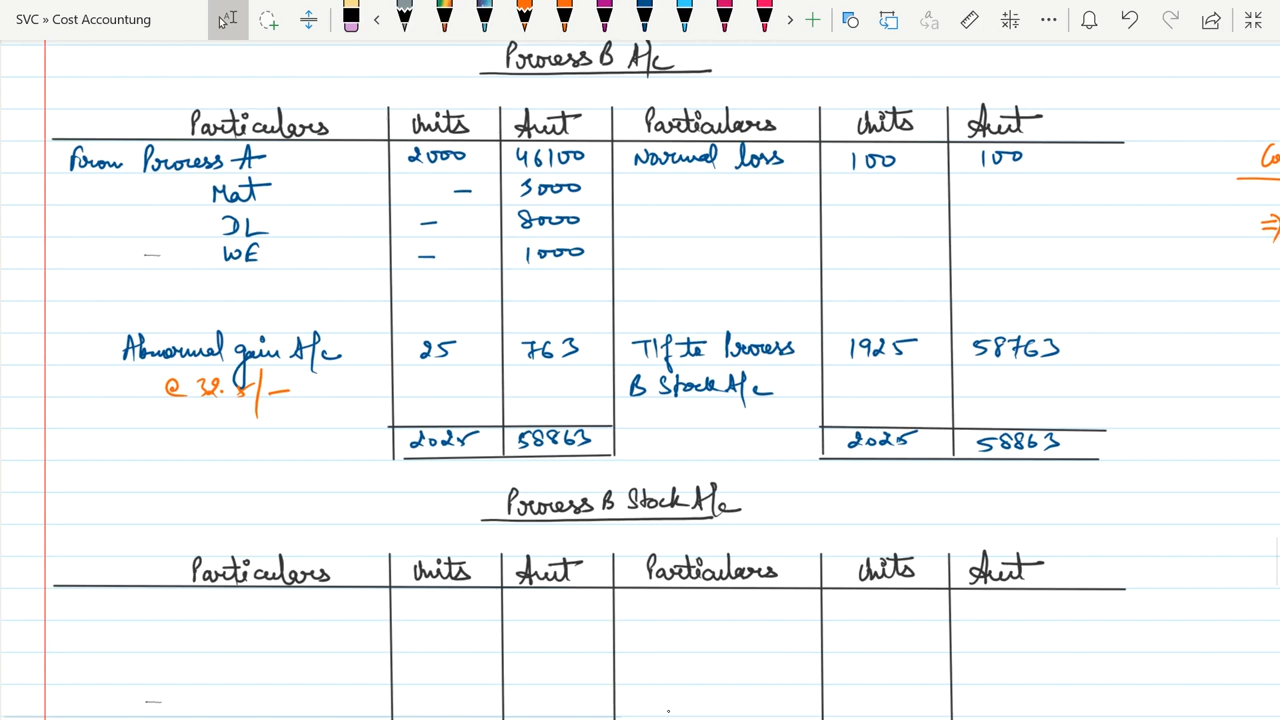 SVC » Cost Accountung
Process B A/c
Particulars Units Amt Particulars Units Amt
From Process A 2000 46100 Normal loss 100 100
Mat – 3000
DL – 8000
WE – 1000
Abnormal gain A/c 25 763 T/f to Process 1925 58763
@ 32.5/- B Stock A/c
2025 58863 2025 58863
Process B Stock A/c
Particulars Units Amt Particulars Units Amt